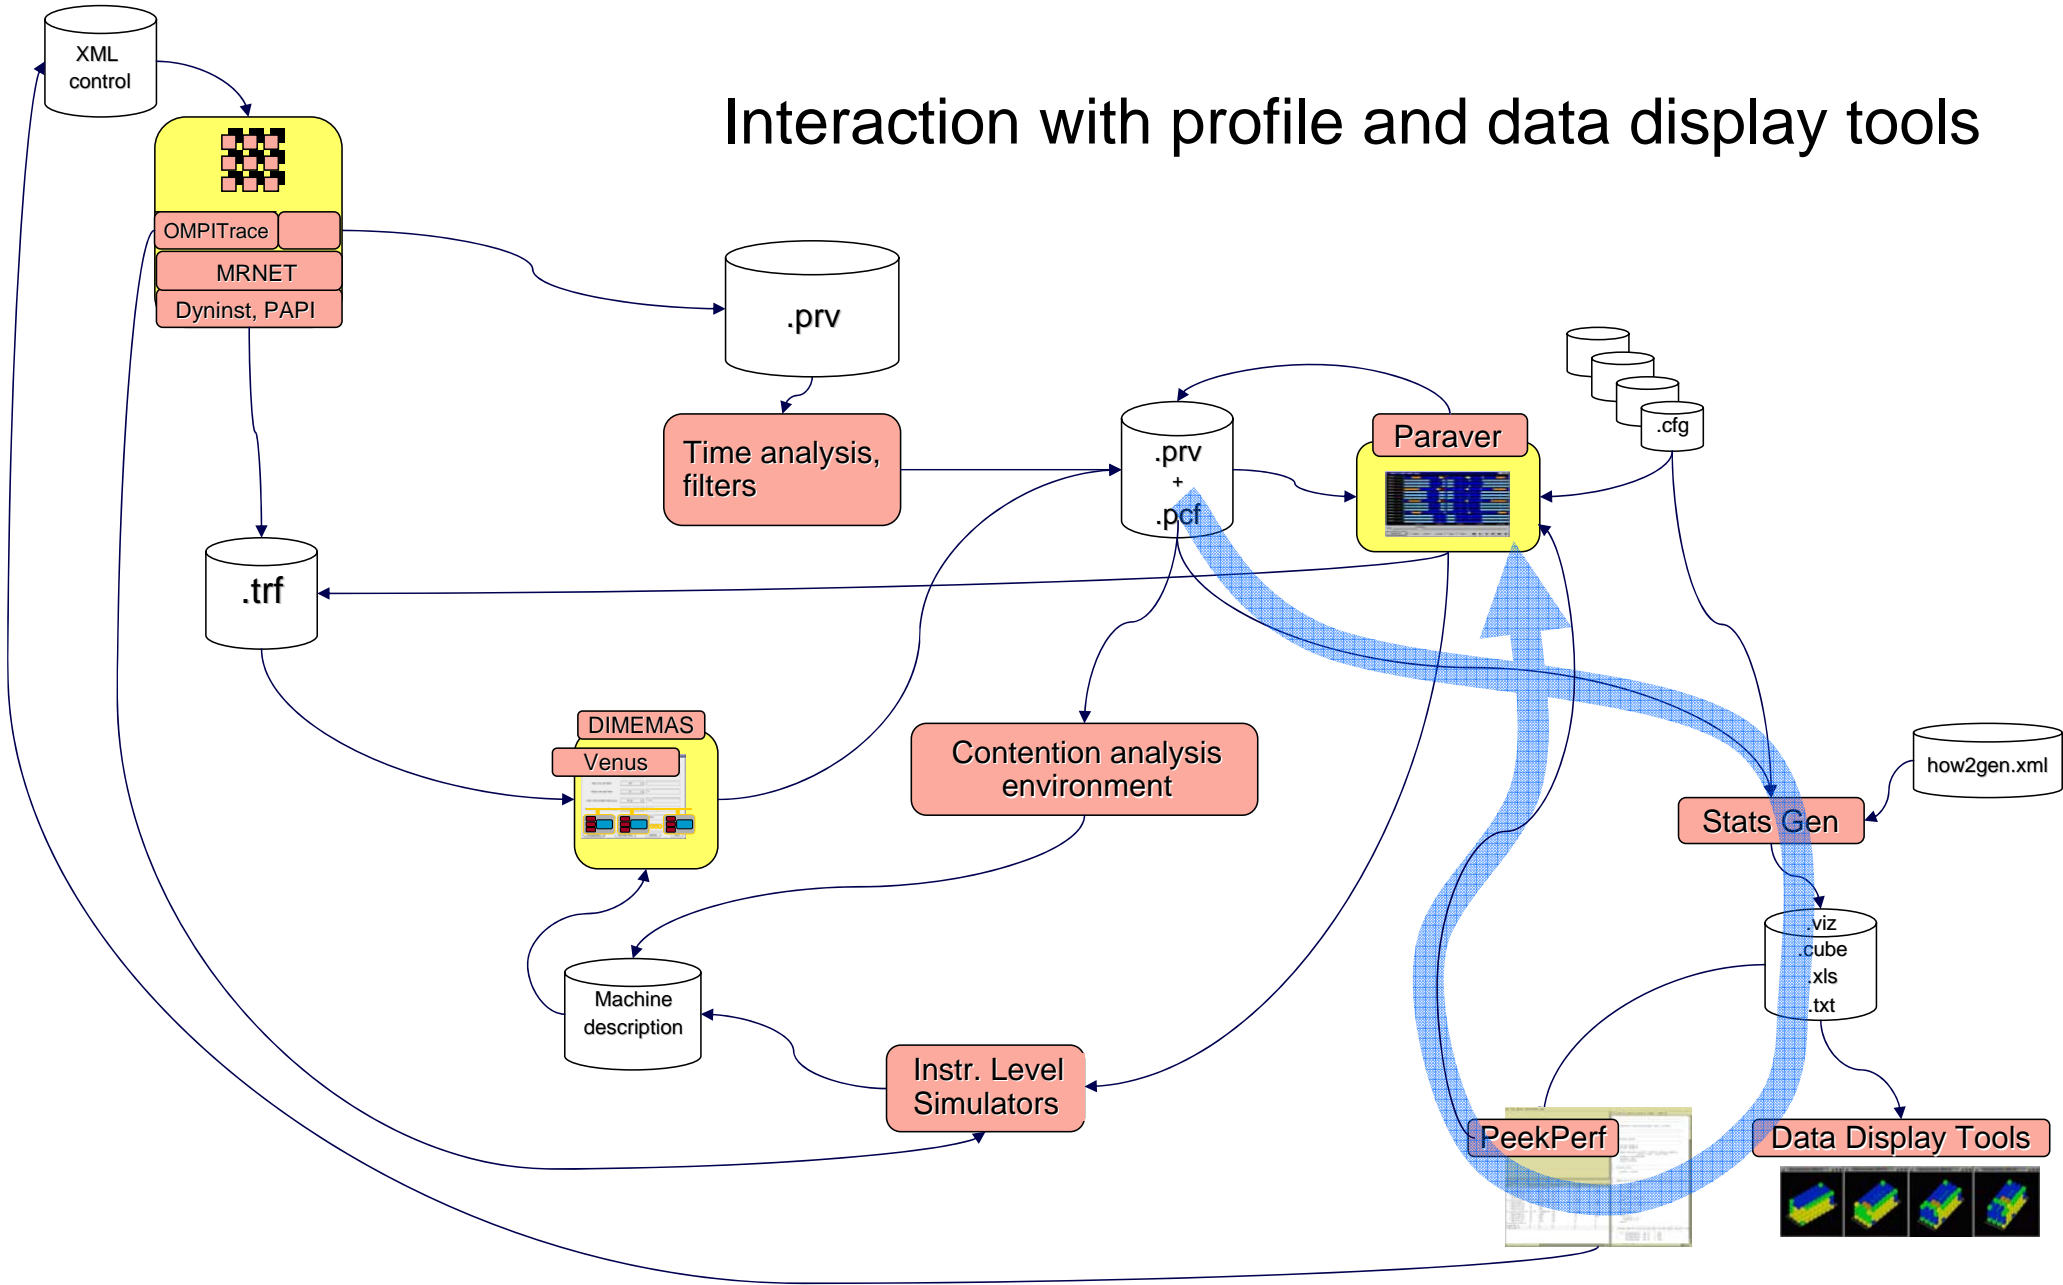 XML
control
Interaction with profile and data display tools
OMPITrace
MRNET
Dyninst, PAPI
.prv
Time analysis,
filters
.prv
+
.pcf
Paraver
.cfg
.trf
DIMEMAS
Venus
Contention analysis
environment
how2gen.xml
Stats Gen
.viz
.cube
.xls
.txt
Machine
description
Instr. Level
Simulators
PeekPerf
Data Display Tools